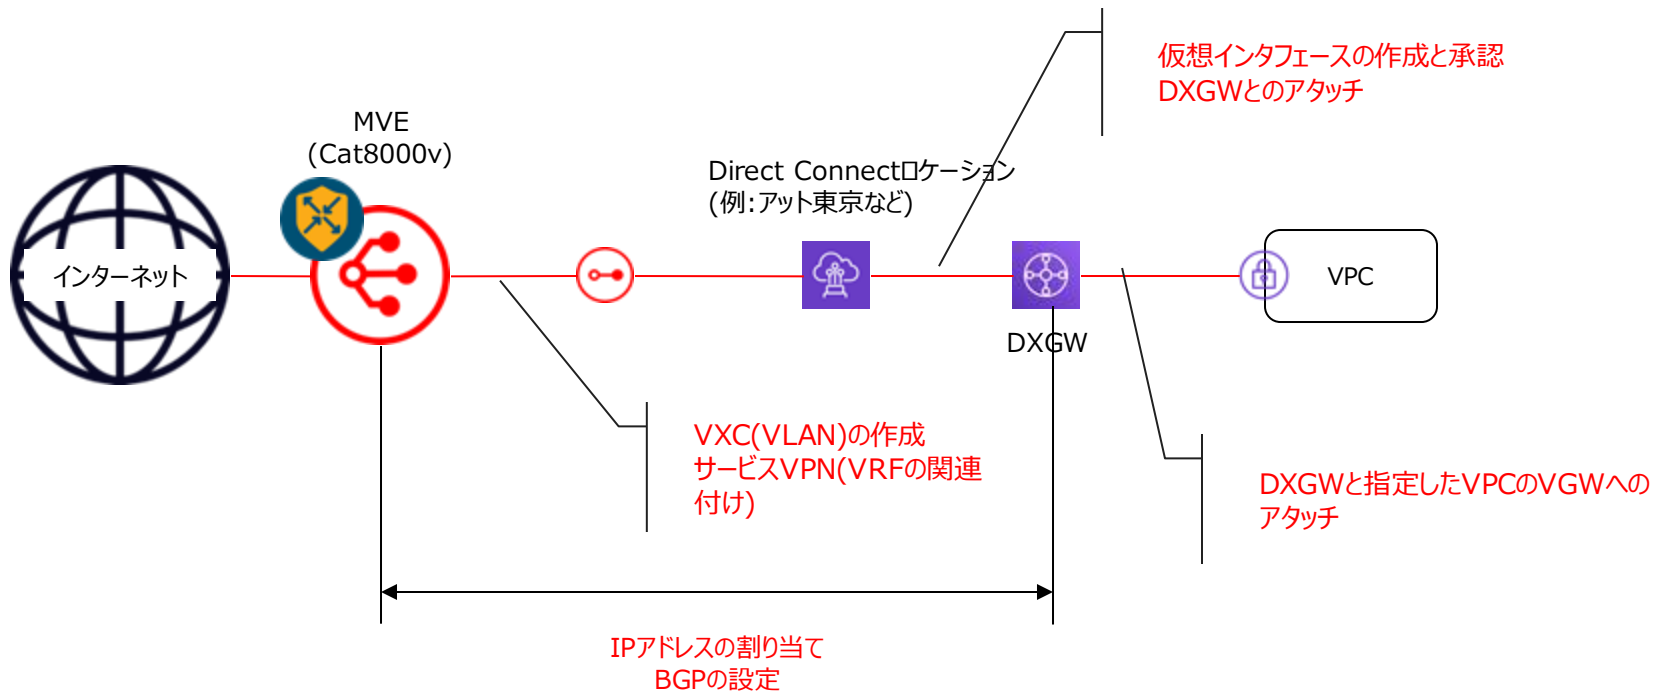 仮想インタフェースの作成と承認
DXGWとのアタッチ
MVE
(Cat8000v)
Direct Connectロケーション
(例:アット東京など)
インターネット
VPC
DXGW
VXC(VLAN)の作成
サービスVPN(VRFの関連
付け)
DXGWと指定したVPCのVGWへの
アタッチ
IPアドレスの割り当て
BGPの設定